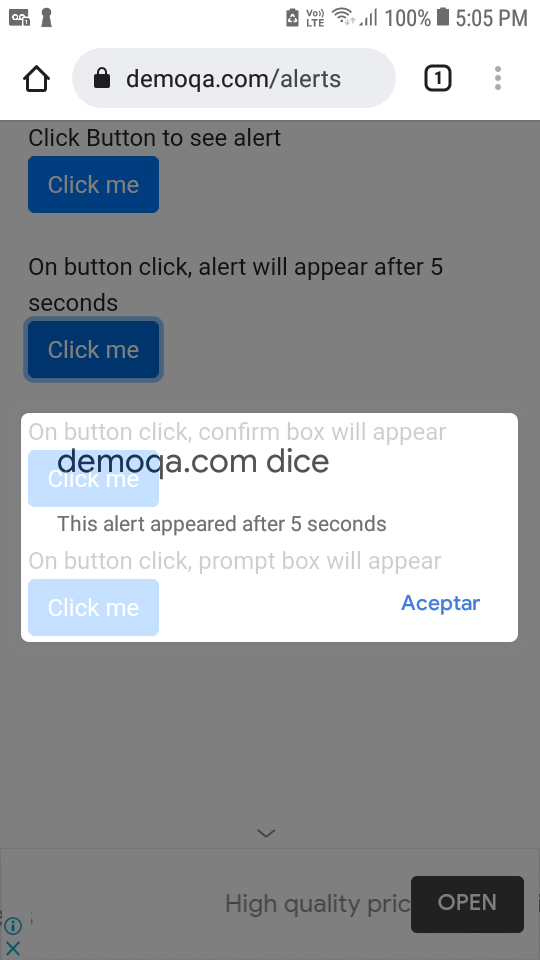 Vo))
LTE
100%
5:05 PM
demoqa.com/alerts
1
Click Button to see alert
Click me
On button click, alert will appear after 5
seconds
Click me
On button click, confirm box will appear
Click me
demoqa.com dice
This alert appeared after 5 seconds
On button click, prompt box will appear
Click me
Aceptar
High quality pric
OPEN